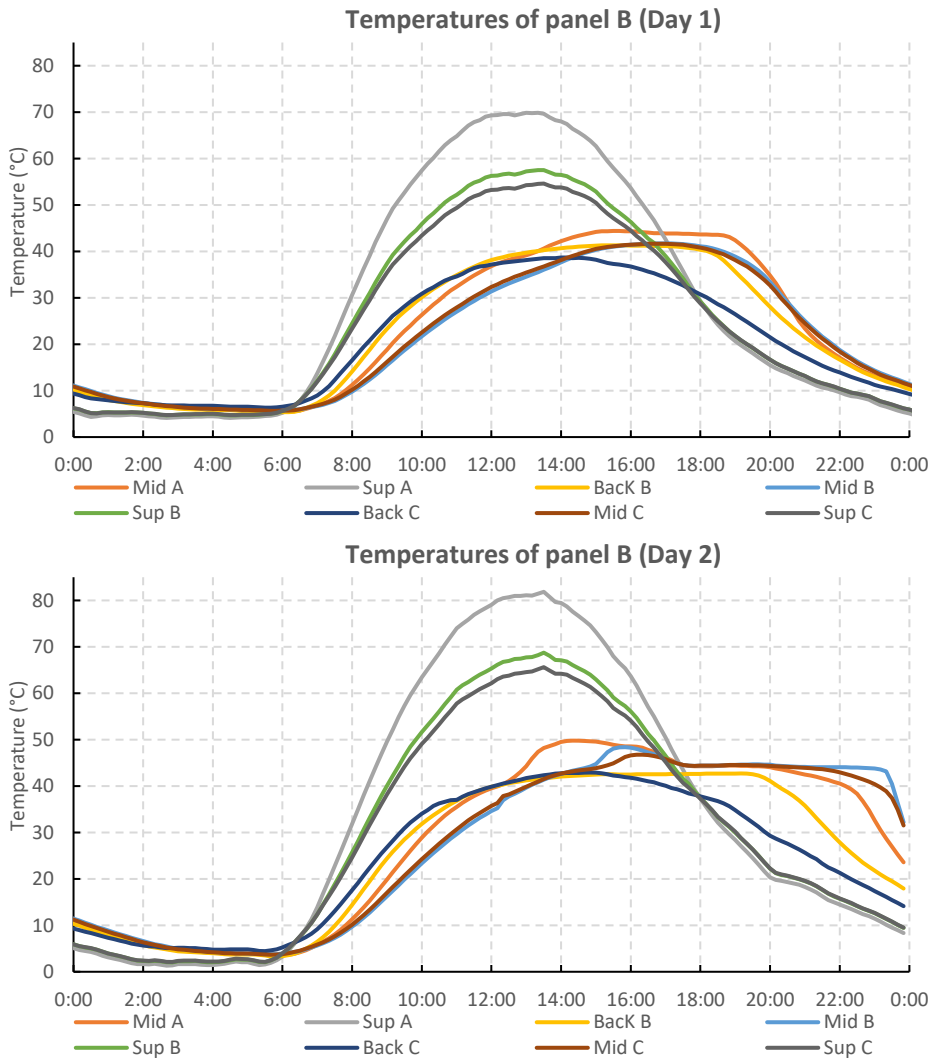 Temperatures of panel B (Day 1)
80
70
60
50
40
30
20
10
0
Temperature (°C)
0:00 2:00 4:00 6:00 8:00 10:00 12:00 14:00 16:00 18:00 20:00 22:00 0:00
Mid A Sup A BacK B Mid B
Sup B Back C Mid C Sup C
Temperatures of panel B (Day 2)
80
70
60
50
40
30
20
10
0
Temperature (°C)
0:00 2:00 4:00 6:00 8:00 10:00 12:00 14:00 16:00 18:00 20:00 22:00 0:00
Mid A Sup A BacK B Mid B
Sup B Back C Mid C Sup C